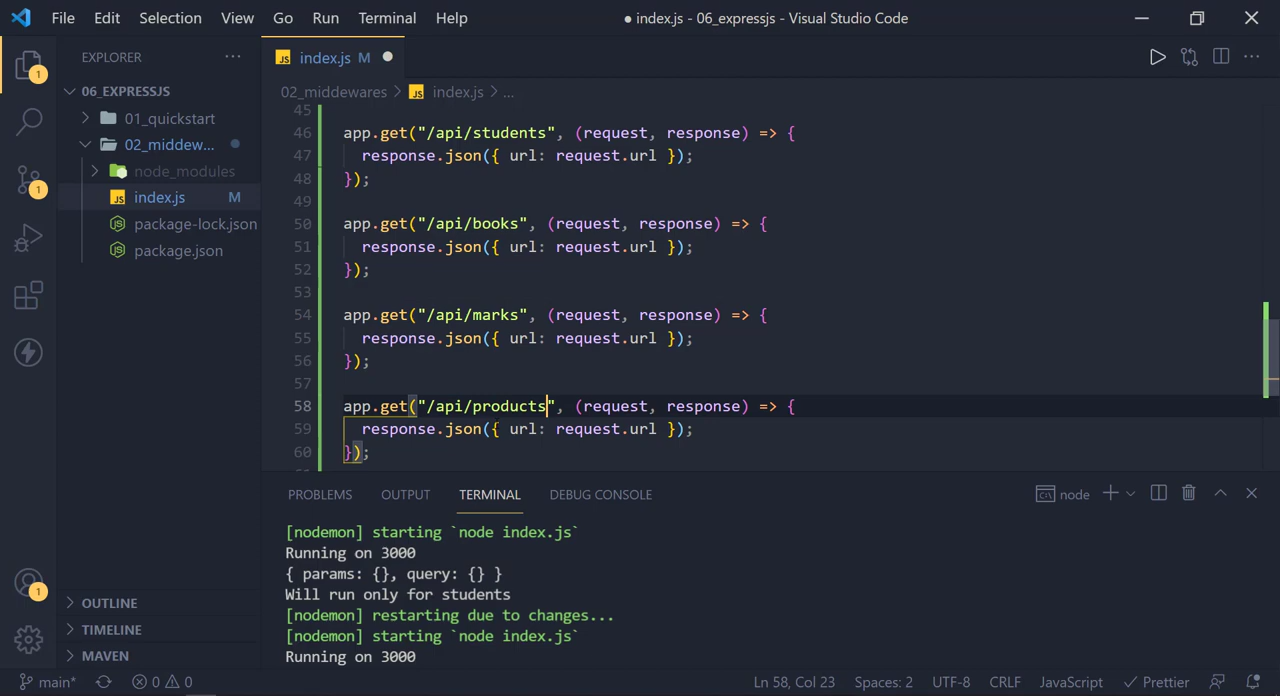 File Edit Selection View Go Run Terminal Help ● index.js - 06_expressjs - Visual Studio Code
EXPLORER ...
JS index.js M
1
06_EXPRESSJS
02_middewares > JS index.js > ...
01_quickstart
02_middew...
node_modules
JS index.js M
package-lock.json
package.json
1
45
46 app.get("/api/students", (request, response) => {
47 response.json({ url: request.url });
48 });
49
50 app.get("/api/books", (request, response) => {
51 response.json({ url: request.url });
52 });
53
54 app.get("/api/marks", (request, response) => {
55 response.json({ url: request.url });
56 });
57
58 app.get("/api/products", (request, response) => {
59 response.json({ url: request.url });
60 });
PROBLEMS OUTPUT TERMINAL DEBUG CONSOLE node
[nodemon] starting `node index.js`
Running on 3000
{ params: {}, query: {} }
Will run only for students
[nodemon] restarting due to changes...
[nodemon] starting `node index.js`
Running on 3000
1
OUTLINE
TIMELINE
MAVEN
main* 0 0 Ln 58, Col 23 Spaces: 2 UTF-8 CRLF JavaScript Prettier